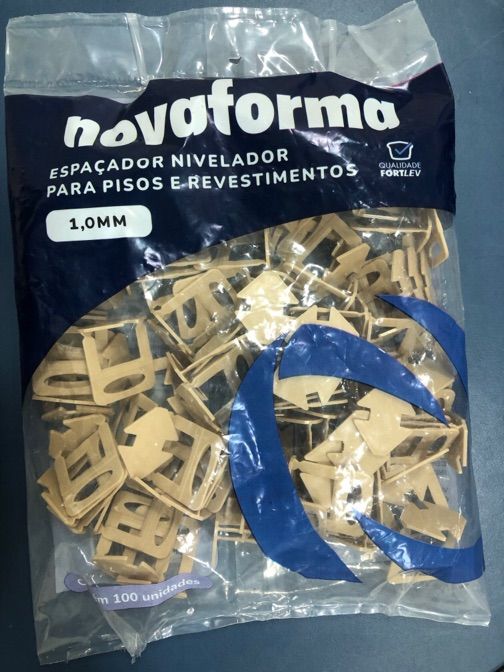 novaforma
ESPAÇADOR NIVELADOR
PARA PISOS E REVESTIMENTOS
QUALIDADE
FORTLEV
1,0MM
100 unidades